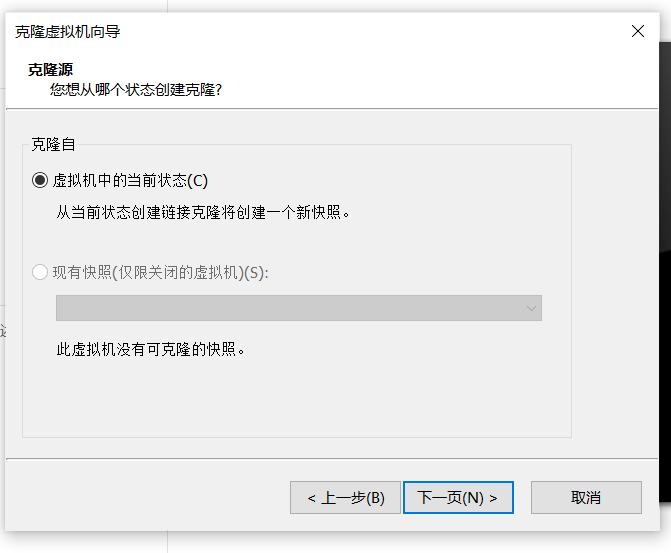 克隆虚拟机向导
克隆源
您想从哪个状态创建克隆?
克隆自
虚拟机中的当前状态(C)
从当前状态创建链接克隆将创建一个新快照。
现有快照(仅限关闭的虚拟机)(S):
此虚拟机没有可克隆的快照。
< 上一步(B)
下一页(N) >
取消